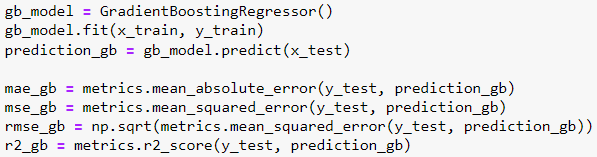 gb_model = GradientBoostingRegressor()
gb_model.fit(x_train, y_train)
prediction_gb = gb_model.predict(x_test)
mae_gb = metrics.mean_absolute_error(y_test, prediction_gb)
mse_gb = metrics.mean_squared_error(y_test, prediction_gb)
rmse_gb = np.sqrt(metrics.mean_squared_error(y_test, prediction_gb))
r2_gb = metrics.r2_score(y_test, prediction_gb)